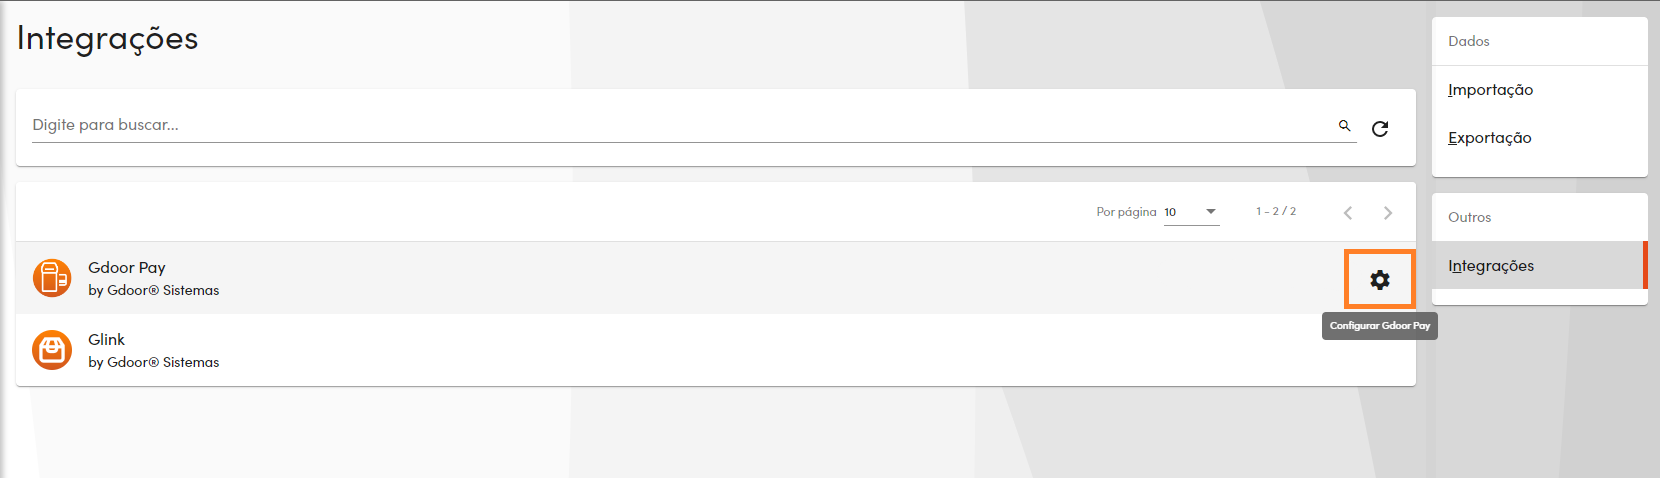 Integrações
Digite para buscar...
Por página 10 1 - 2 / 2
Gdoor Pay
by Gdoor® Sistemas
Configurar Gdoor Pay
Glink
by Gdoor® Sistemas
Dados
Importação
Exportação
Outros
Integrações